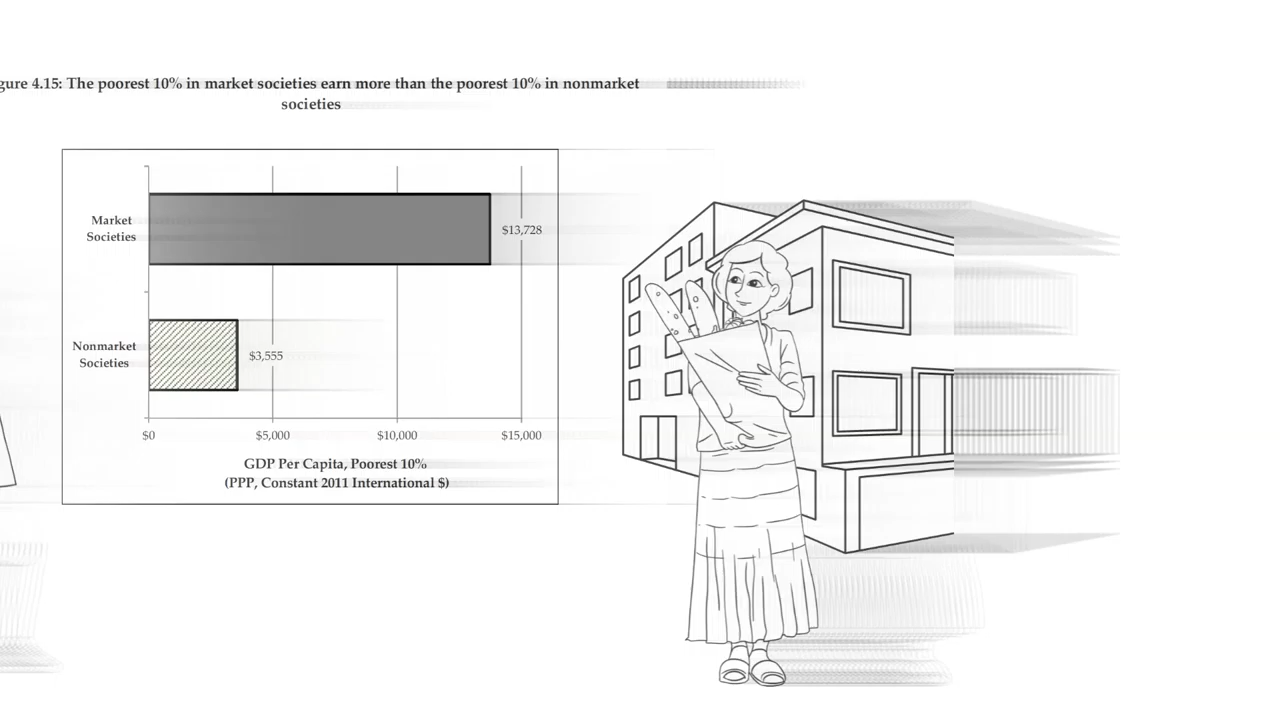 gure 4.15: The poorest 10% in market societies earn more than the poorest 10% in nonmarket
societies
Market
Societies
$13,728
Nonmarket
Societies
$3,555
$0 $5,000 $10,000 $15,000
GDP Per Capita, Poorest 10%
(PPP, Constant 2011 International $)